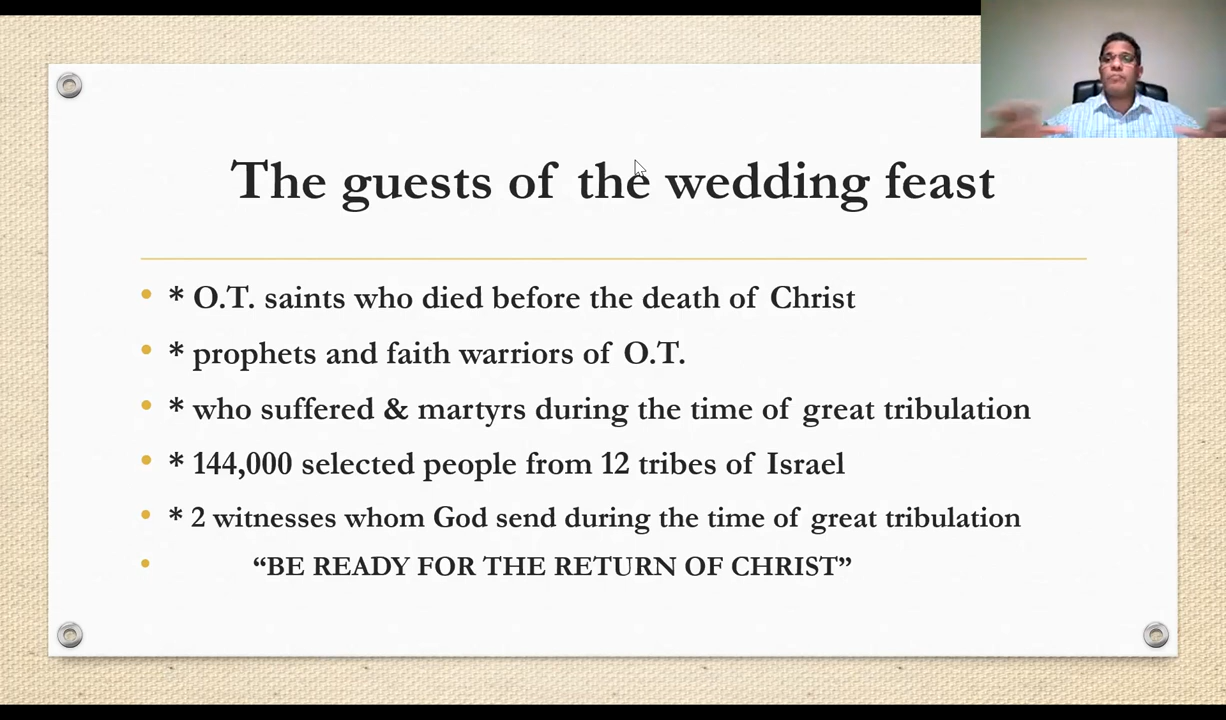 The guests of the wedding feast
* O.T. saints who died before the death of Christ
* prophets and faith warriors of O.T.
* who suffered & martyrs during the time of great tribulation
* 144,000 selected people from 12 tribes of Israel
* 2 witnesses whom God send during the time of great tribulation
“BE READY FOR THE RETURN OF CHRIST”